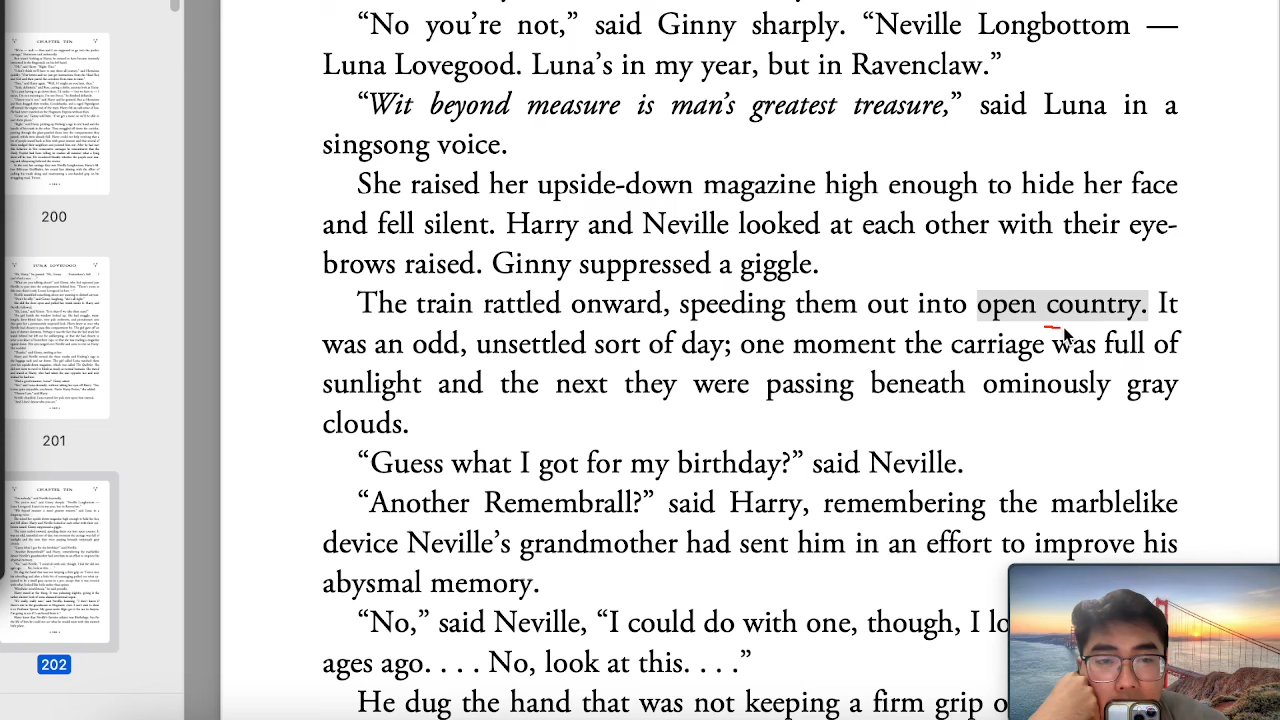 200
201
202
“No you’re not,” said Ginny sharply. “Neville Longbottom —
Luna Lovegood. Luna’s in my year, but in Ravenclaw.”
“Wit beyond measure is man’s greatest treasure,” said Luna in a
singsong voice.
She raised her upside-down magazine high enough to hide her face
and fell silent. Harry and Neville looked at each other with their eye-
brows raised. Ginny suppressed a giggle.
The train rattled onward, speeding them out into open country. It
was an odd, unsettled sort of day; one moment the carriage was full of
sunlight and the next they were passing beneath ominously gray
clouds.
“Guess what I got for my birthday?” said Neville.
“Another Remembrall?” said Harry, remembering the marblelike
device Neville’s grandmother had sent him in an effort to improve his
abysmal memory.
“No,” said Neville, “I could do with one, though, I
ages ago. . . . No, look at this. . . .”
He dug the hand that was not keeping a firm grip